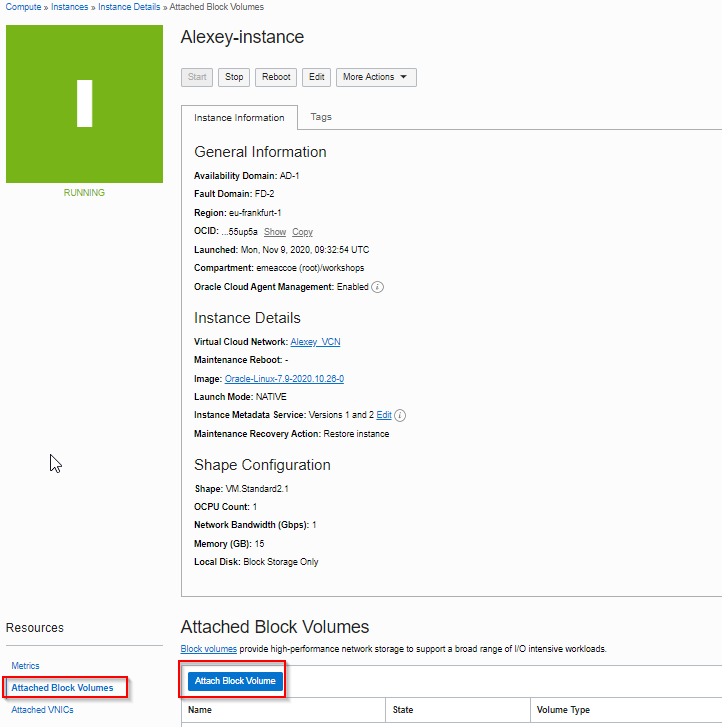 Compute » Instances » Instance Details » Attached Block Volumes
Alexey-instance
Start Stop Reboot Edit More Actions
Instance Information Tags
RUNNING
General Information
Availability Domain: AD-1
Fault Domain: FD-2
Region: eu-frankfurt-1
OCID: ...55up5a Show Copy
Launched: Mon, Nov 9, 2020, 09:32:54 UTC
Compartment: emeaccoe (root)/workshops
Oracle Cloud Agent Management: Enabled i
Instance Details
Virtual Cloud Network: Alexey_VCN
Maintenance Reboot: -
Image: Oracle-Linux-7.9-2020.10.26-0
Launch Mode: NATIVE
Instance Metadata Service: Versions 1 and 2 Edit i
Maintenance Recovery Action: Restore instance
Shape Configuration
Shape: VM.Standard2.1
OCPU Count: 1
Network Bandwidth (Gbps): 1
Memory (GB): 15
Local Disk: Block Storage Only
Resources
Metrics
Attached Block Volumes
Attached VNICs
Attached Block Volumes
Block volumes provide high-performance network storage to support a broad range of I/O intensive workloads.
Attach Block Volume
Name State Volume Type